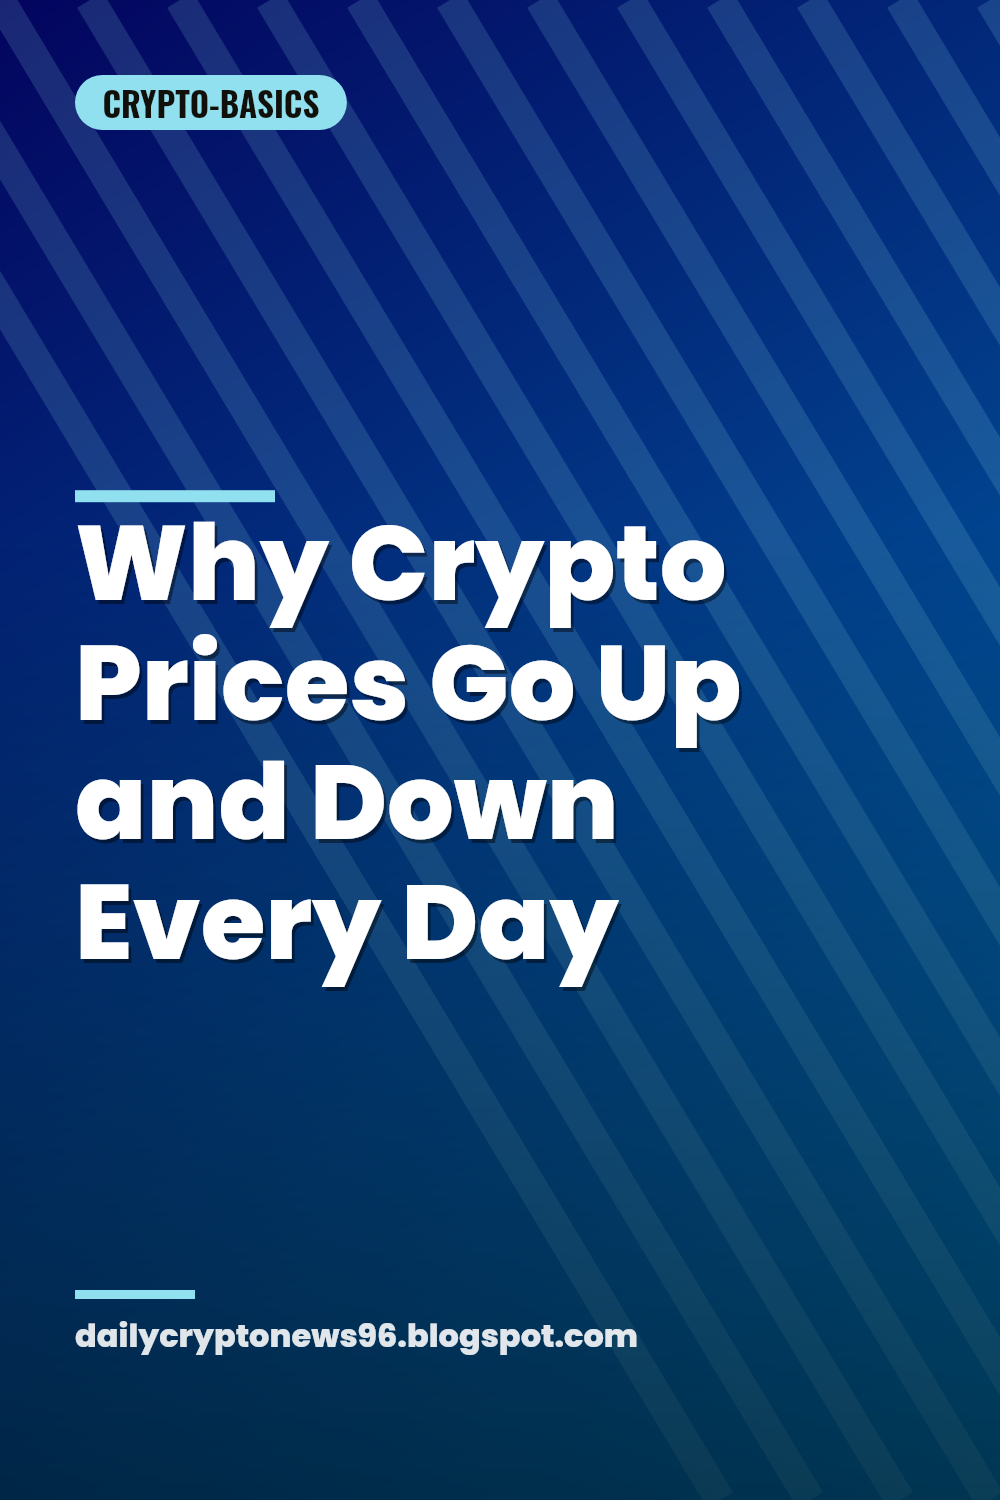 CRYPTO-BASICS
Why Crypto
Prices Go Up
and Down
Every Day
dailycryptonews96.blogspot.com